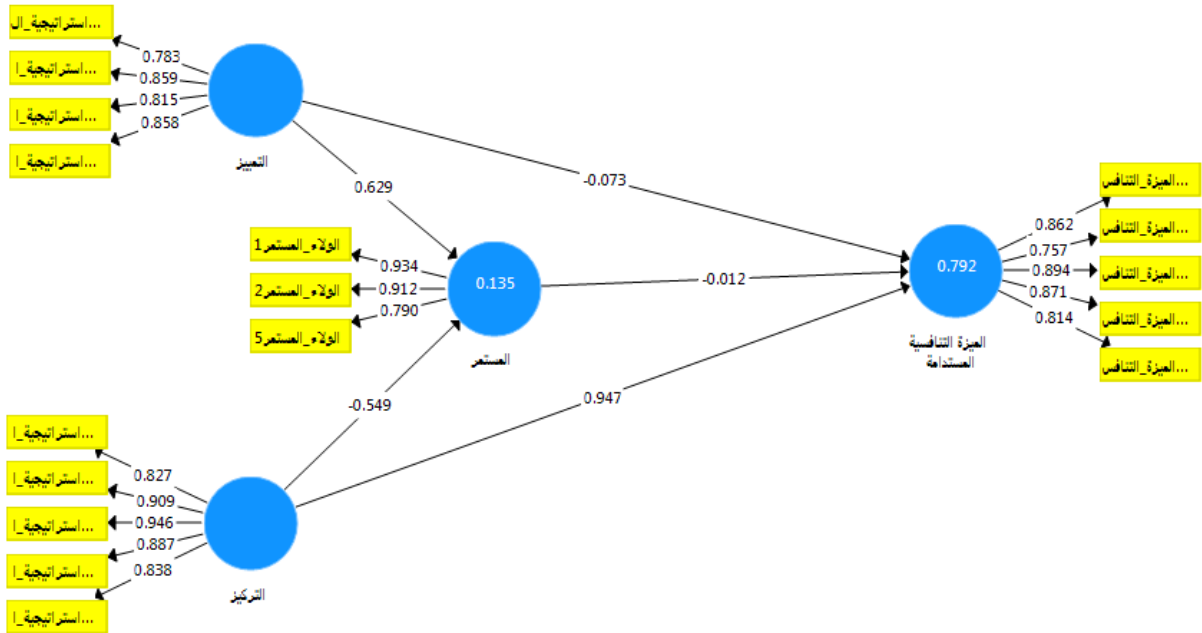 استراتيجية_ال...
استراتيجية_ا...
استراتيجية_ا...
استراتيجية_ا...
0.783
0.859
0.815
0.858
التمييز
-0.073
0.629
الولاء_المستمر1
الولاء_المستمر2
الولاء_المستمر5
0.934
0.912
0.790
0.135
المستمر
-0.012
0.792
الميزة التنافسية
المستدامة
0.862
0.757
0.894
0.871
0.814
الميزة_التنافس...
الميزة_التنافس...
الميزة_التنافس...
الميزة_التنافس...
الميزة_التنافس...
-0.549
0.947
استراتيجية_ا...
استراتيجية_ا...
استراتيجية_ا...
استراتيجية_ا...
استراتيجية_ا...
0.827
0.909
0.946
0.887
0.838
التركيز